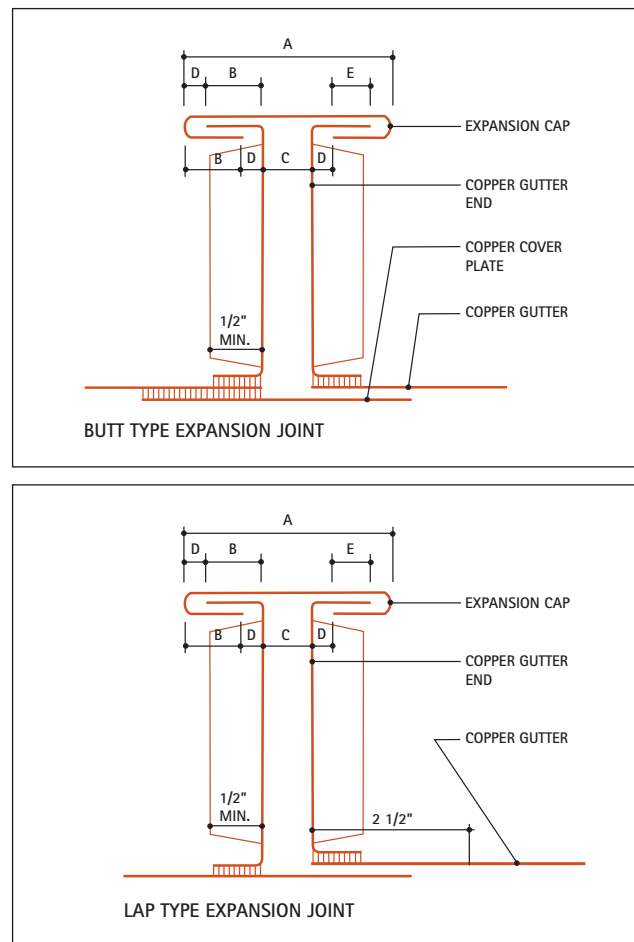 A
D B E
EXPANSION CAP
B D C D
COPPER GUTTER
END
COPPER COVER
PLATE
1/2"
MIN.
COPPER GUTTER
BUTT TYPE EXPANSION JOINT
A
D B E
EXPANSION CAP
B D C D
COPPER GUTTER
END
COPPER GUTTER
1/2"
MIN.
2 1/2"
LAP TYPE EXPANSION JOINT